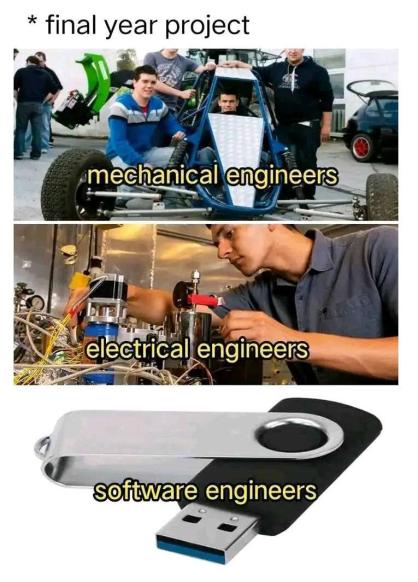 * final year project
mechanical engineers
electrical engineers
software engineers